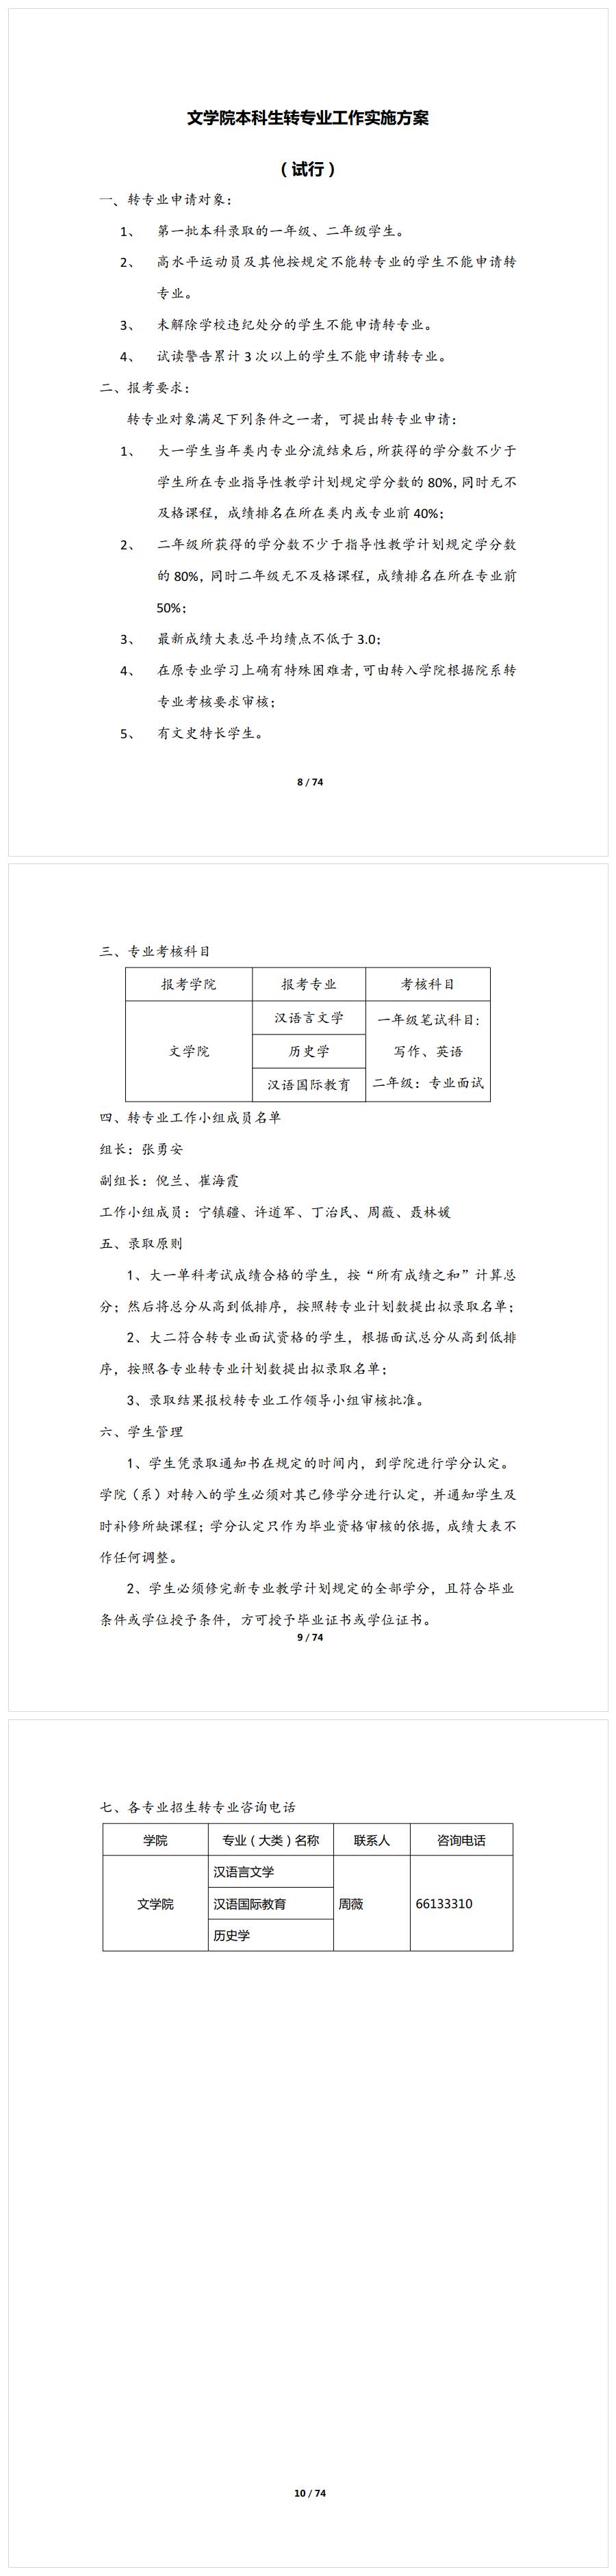 文学院本科生转专业工作实施方案
（试行）
一、转专业申请对象：
1、 第一批本科录取的一年级、二年级学生。
2、 高水平运动员及其他按规定不能转专业的学生不能申请转
专业。
3、 未解除学校违纪处分的学生不能申请转专业。
4、 试读警告累计 3 次以上的学生不能申请转专业。
二、报考要求：
转专业对象满足下列条件之一者，可提出转专业申请：
1、 大一学生当年类内专业分流结束后，所获得的学分数不少于
学生所在专业指导性教学计划规定学分数的 80%，同时无不
及格课程，成绩排名在所在类内或专业前 40%；
2、 二年级所获得的学分数不少于指导性教学计划规定学分数
的 80%，同时二年级无不及格课程，成绩排名在所在专业前
50%；
3、 最新成绩大表总平均绩点不低于 3.0；
4、 在原专业学习上确有特殊困难者，可由转入学院根据院系转
专业考核要求审核；
5、 有文史特长学生。
8 / 74
三、专业考核科目
报考学院 报考专业 考核科目
文学院
汉语言文学
历史学
汉语国际教育
一年级笔试科目：
写作、英语
二年级：专业面试
四、转专业工作小组成员名单
组长：张勇安
副组长：倪兰、崔海霞
工作小组成员：宁镇疆、许道军、丁治民、周薇、聂林媛
五、录取原则
1、大一单科考试成绩合格的学生，按“所有成绩之和”计算总
分；然后将总分从高到低排序，按照转专业计划数提出拟录取名单；
2、大二符合转专业面试资格的学生，根据面试总分从高到低排
序，按照各专业转专业计划数提出拟录取名单；
3、录取结果报校转专业工作领导小组审核批准。
六、学生管理
1、学生凭录取通知书在规定的时间内，到学院进行学分认定。
学院（系）对转入的学生必须对其已修学分进行认定，并通知学生及
时补修所缺课程；学分认定只作为毕业资格审核的依据，成绩大表不
作任何调整。
2、学生必须修完新专业教学计划规定的全部学分，且符合毕业
条件或学位授予条件，方可授予毕业证书或学位证书。
9 / 74
七、各专业招生转专业咨询电话
学院 专业（大类）名称 联系人 咨询电话
文学院
汉语言文学
汉语国际教育
历史学
周薇
66133310
10 / 74